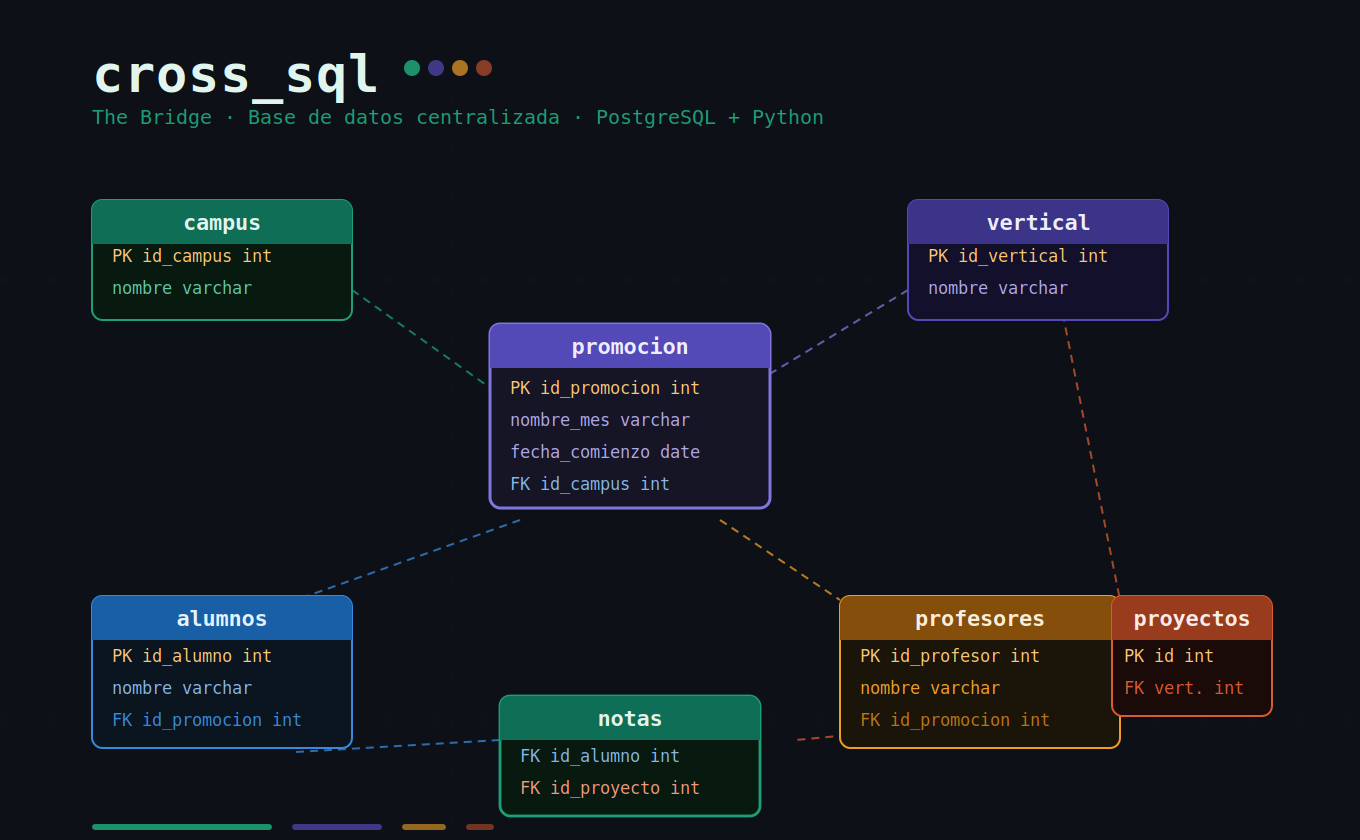 cross_sql
The Bridge · Base de datos centralizada · PostgreSQL + Python
campus
PK id_campus int
nombre varchar
vertical
PK id_vertical int
nombre varchar
promocion
PK id_promocion int
nombre_mes varchar
fecha_comienzo date
FK id_campus int
alumnos
PK id_alumno int
nombre varchar
FK id_promocion int
notas
FK id_alumno int
FK id_proyecto int
profesores
PK id_profesor int
nombre varchar
FK id_promocion int
proyectos
PK id int
FK vert. int